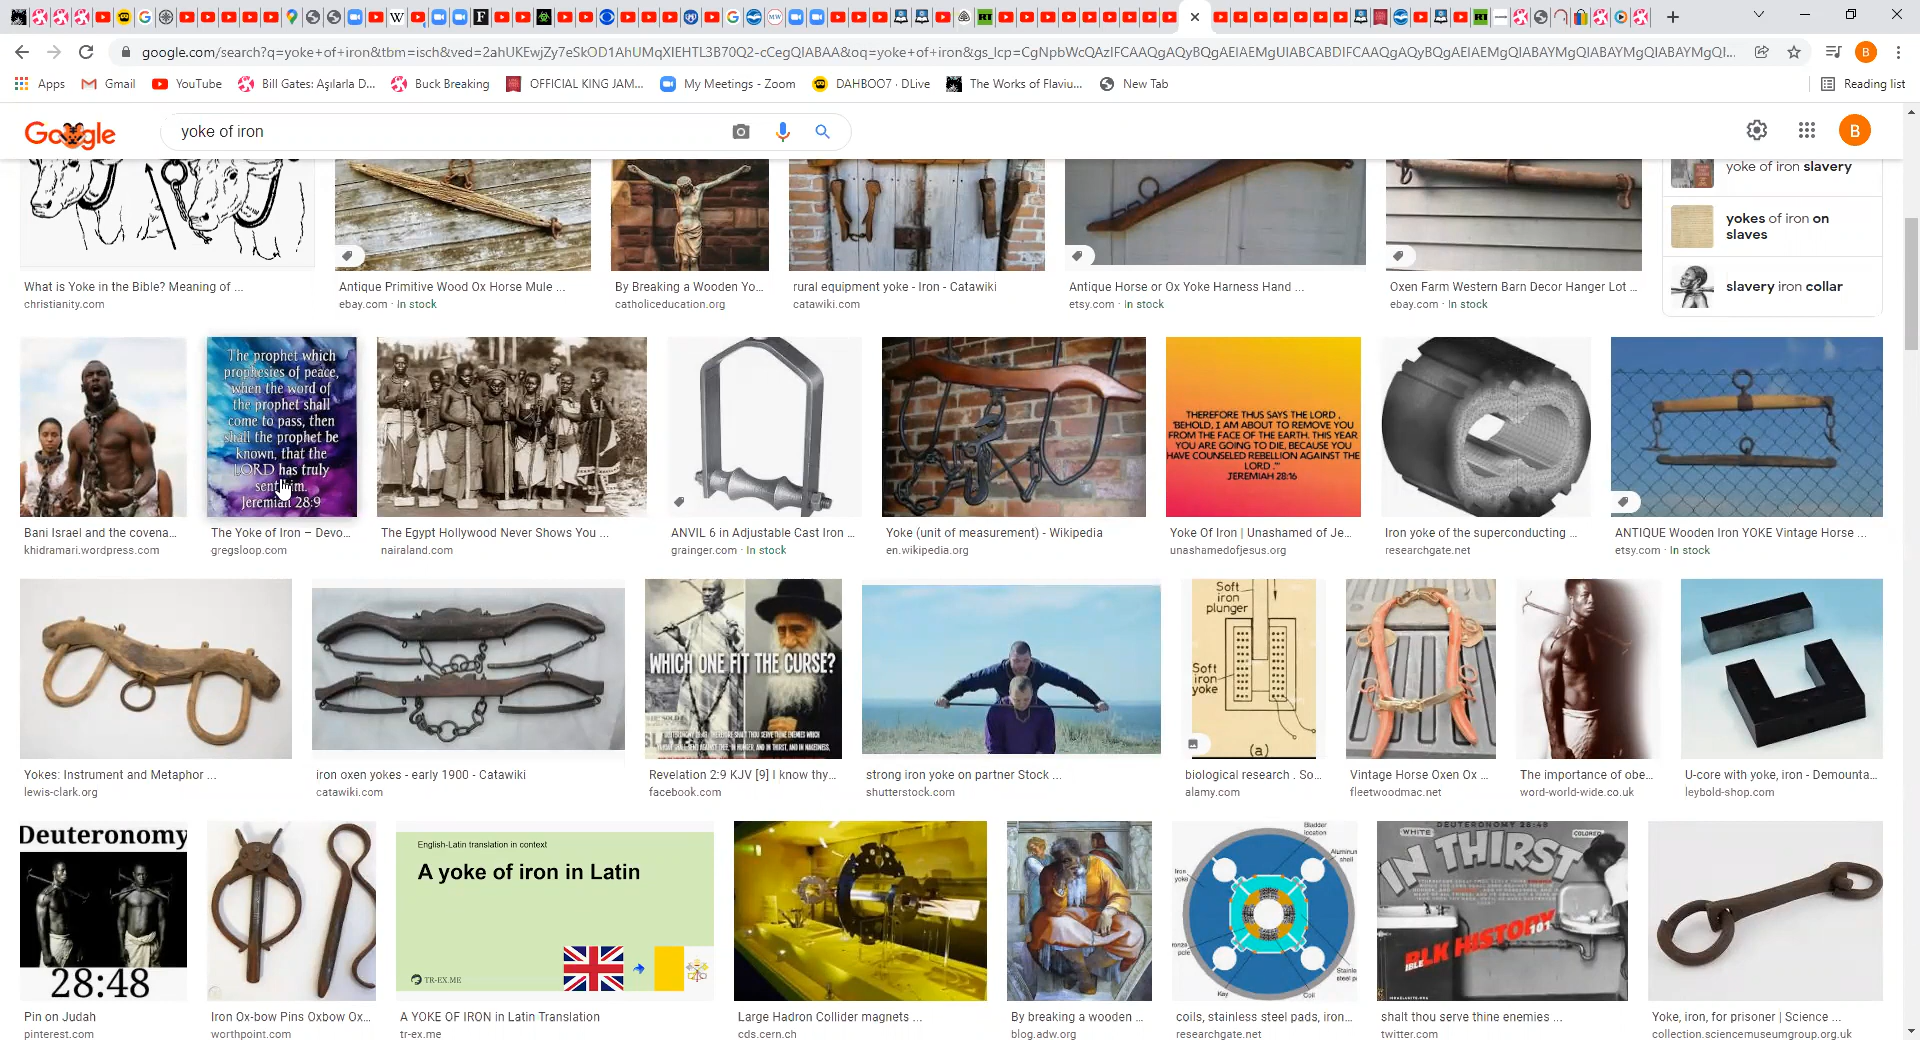 google.com/search?q=yoke+of+iron&tbm=isch&ved=2ahUKEwjZy7eSkOD1AhUMqXIEHTL3B70Q2-cCegQIABAA&oq=yoke+of+iron&gs_lcp=CgNpbWcQAzIFCAAQgAQyBQgAEIAEMgUIABCABDIFCAAQgAQyBQgAEIAEMgQIABAYMgQIABAYMgQIABAYMgQI...
B
Apps
Gmail
YouTube
Bill Gates: Aşılarla D...
Buck Breaking
OFFICIAL KING JAM...
My Meetings - Zoom
DAHBOO7 · DLive
The Works of Flaviu...
New Tab
Reading list
Google
yoke of iron
B
yoke of iron slavery
yokes of iron on
slaves
slavery iron collar
What is Yoke in the Bible? Meaning of ...
christianity.com
Antique Primitive Wood Ox Horse Mule ...
ebay.com · In stock
By Breaking a Wooden Yo...
catholiceducation.org
rural equipment yoke - Iron - Catawiki
catawiki.com
Antique Horse or Ox Yoke Harness Hand ...
etsy.com · In stock
Oxen Farm Western Barn Decor Hanger Lot ...
ebay.com · In stock
The prophet which
prophesies of peace,
when the word of
the prophet shall
come to pass, then
shall the prophet be
known, that the
LORD has truly
sent him.
Jeremiah 28:9
THEREFORE THUS SAYS THE LORD ,
'BEHOLD, I AM ABOUT TO REMOVE YOU
FROM THE FACE OF THE EARTH. THIS YEAR
YOU ARE GOING TO DIE, BECAUSE YOU
HAVE COUNSELED REBELLION AGAINST THE
LORD .'"
JEREMIAH 28:16
Bani Israel and the covena...
khidramari.wordpress.com
The Yoke of Iron – Devo...
gregsloop.com
The Egypt Hollywood Never Shows You ...
nairaland.com
ANVIL 6 in Adjustable Cast Iron ...
grainger.com · In stock
Yoke (unit of measurement) - Wikipedia
en.wikipedia.org
Yoke Of Iron | Unashamed of Je...
unashamedofjesus.org
Iron yoke of the superconducting ...
researchgate.net
ANTIQUE Wooden Iron YOKE Vintage Horse ...
etsy.com · In stock
WHICH ONE FIT THE CURSE?
Soft
iron
plunger
Soft
iron
yoke
(a)
Yokes: Instrument and Metaphor ...
lewis-clark.org
iron oxen yokes - early 1900 - Catawiki
catawiki.com
Revelation 2:9 KJV [9] I know thy...
facebook.com
strong iron yoke on partner Stock ...
shutterstock.com
biological research . So...
alamy.com
Vintage Horse Oxen Ox ...
fleetwoodmac.net
The importance of obe...
word-world-wide.co.uk
U-core with yoke, iron - Demounta...
leybold-shop.com
Deuteronomy
28:48
English-Latin translation in context
A yoke of iron in Latin
TR-EX.ME
Bladder
location
Aluminum
shell
Iron
yoke
Key
Coil
DEUTERONOMY 28:48
WHITE
COLORED
IN THIRST
BLK HISTORY 101
Pin on Judah
pinterest.com
Iron Ox-bow Pins Oxbow Ox...
worthpoint.com
A YOKE OF IRON in Latin Translation
tr-ex.me
Large Hadron Collider magnets ...
cds.cern.ch
By breaking a wooden ...
blog.adw.org
coils, stainless steel pads, iron...
researchgate.net
shalt thou serve thine enemies ...
twitter.com
Yoke, iron, for prisoner | Science ...
collection.sciencemuseumgroup.org.uk